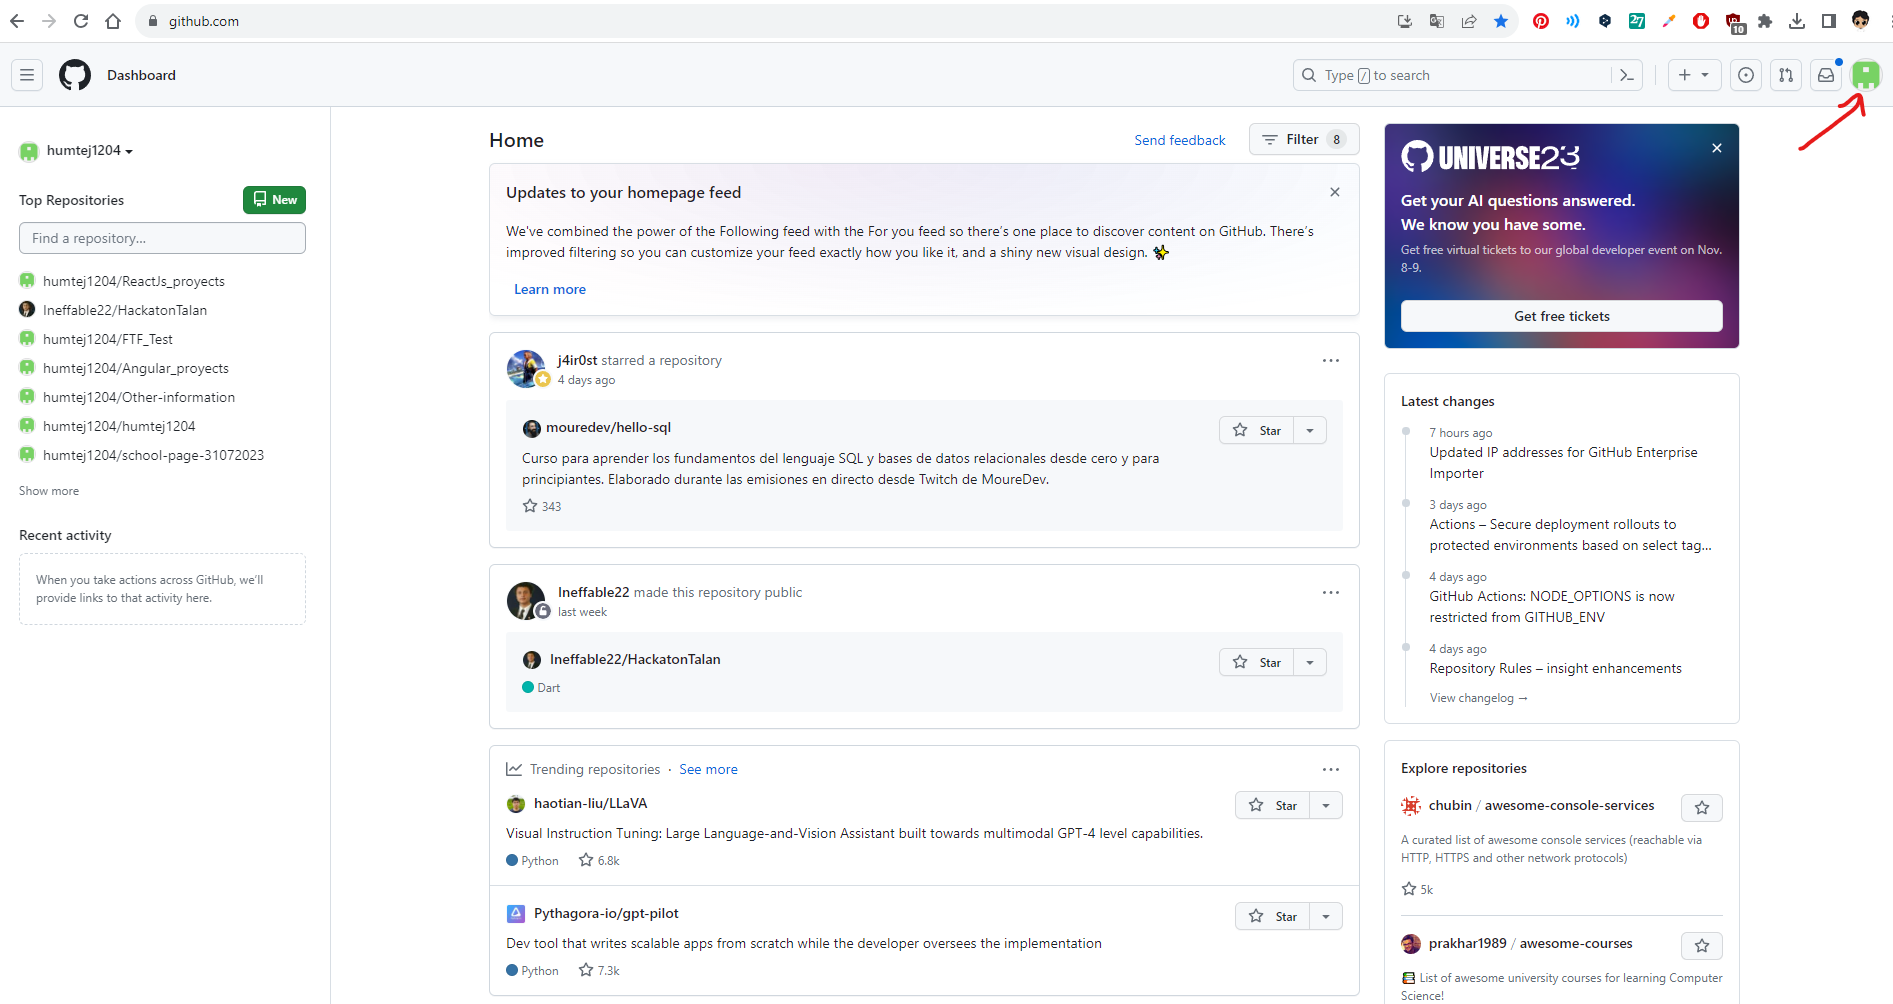 github.com
27
10
Dashboard
Type / to search
humtej1204
Top Repositories
New
Find a repository...
humtej1204/ReactJs_proyects
Ineffable22/HackatonTalan
humtej1204/FTF_Test
humtej1204/Angular_proyects
humtej1204/Other-information
humtej1204/humtej1204
humtej1204/school-page-31072023
Show more
Recent activity
When you take actions across GitHub, we'll
provide links to that activity here.
Home
Send feedback
Filter 8
Updates to your homepage feed
We've combined the power of the Following feed with the For you feed so there's one place to discover content on GitHub. There's
improved filtering so you can customize your feed exactly how you like it, and a shiny new visual design. ✨
Learn more
j4ir0st starred a repository
4 days ago
mouredev/hello-sql
Star
Curso para aprender los fundamentos del lenguaje SQL y bases de datos relacionales desde cero y para
principiantes. Elaborado durante las emisiones en directo desde Twitch de MoureDev.
343
Ineffable22 made this repository public
last week
Ineffable22/HackatonTalan
Star
Dart
Trending repositories · See more
haotian-liu/LLaVA
Star
Visual Instruction Tuning: Large Language-and-Vision Assistant built towards multimodal GPT-4 level capabilities.
Python 6.8k
Pythagora-io/gpt-pilot
Star
Dev tool that writes scalable apps from scratch while the developer oversees the implementation
Python 7.3k
UNIVERSE23
Get your AI questions answered.
We know you have some.
Get free virtual tickets to our global developer event on Nov.
8-9.
Get free tickets
Latest changes
7 hours ago
Updated IP addresses for GitHub Enterprise
Importer
3 days ago
Actions – Secure deployment rollouts to
protected environments based on select tag...
4 days ago
GitHub Actions: NODE_OPTIONS is now
restricted from GITHUB_ENV
4 days ago
Repository Rules – insight enhancements
View changelog →
Explore repositories
chubin / awesome-console-services
A curated list of awesome console services (reachable via
HTTP, HTTPS and other network protocols)
5k
prakhar1989 / awesome-courses
📚 List of awesome university courses for learning Computer
Science!